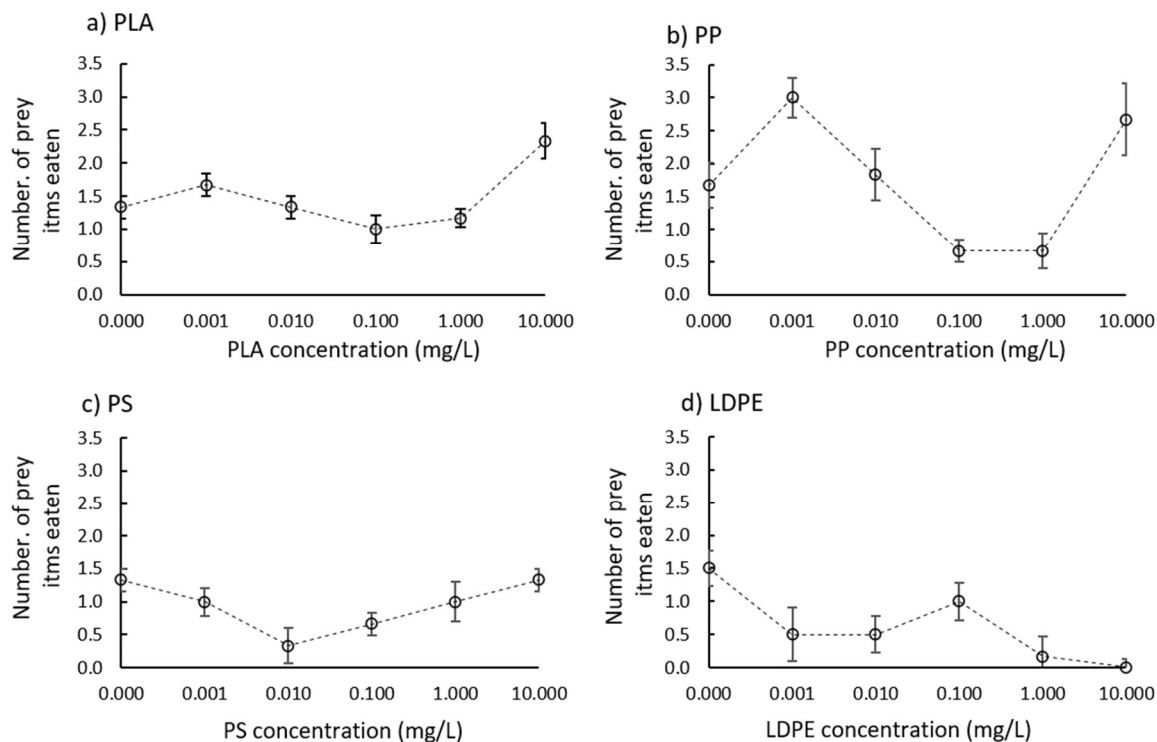 a) PLA
Number. of prey
itms eaten
3.5
3.0
2.5
2.0
1.5
1.0
0.5
0.0
0.000 0.001 0.010 0.100 1.000 10.000
PLA concentration (mg/L)
b) PP
Number. of prey
itms eaten
3.5
3.0
2.5
2.0
1.5
1.0
0.5
0.0
0.000 0.001 0.010 0.100 1.000 10.000
PP concentration (mg/L)
c) PS
Number. of prey
itms eaten
3.5
3.0
2.5
2.0
1.5
1.0
0.5
0.0
0.000 0.001 0.010 0.100 1.000 10.000
PS concentration (mg/L)
d) LDPE
Number of prey
itms eaten
3.5
3.0
2.5
2.0
1.5
1.0
0.5
0.0
0.000 0.001 0.010 0.100 1.000 10.000
LDPE concentration (mg/L)